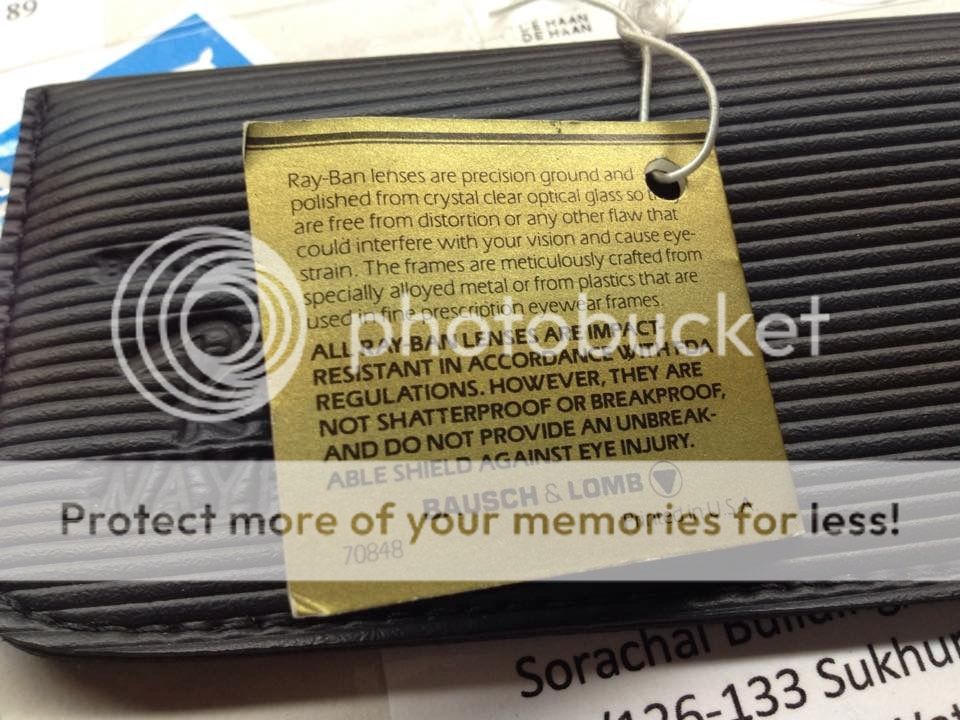 89
LE HAAN
DE HAAN
Ray-Ban lenses are precision ground and
polished from crystal clear optical glass so they
are free from distortion or any other flaw that
could interfere with your vision and cause eye-
strain. The frames are meticulously crafted from
specially alloyed metal or from plastics that are
used in fine prescription eyewear frames.
ALL RAY-BAN LENSES ARE IMPACT
RESISTANT IN ACCORDANCE WITH FDA
REGULATIONS. HOWEVER, THEY ARE
NOT SHATTERPROOF OR BREAKPROOF,
AND DO NOT PROVIDE AN UNBREAK-
ABLE SHIELD AGAINST EYE INJURY.
BAUSCH & LOMB
Printed in U.S.A.
70848
photobucket
Protect more of your memories for less!
Sorachai Building
/126-133 Sukhum